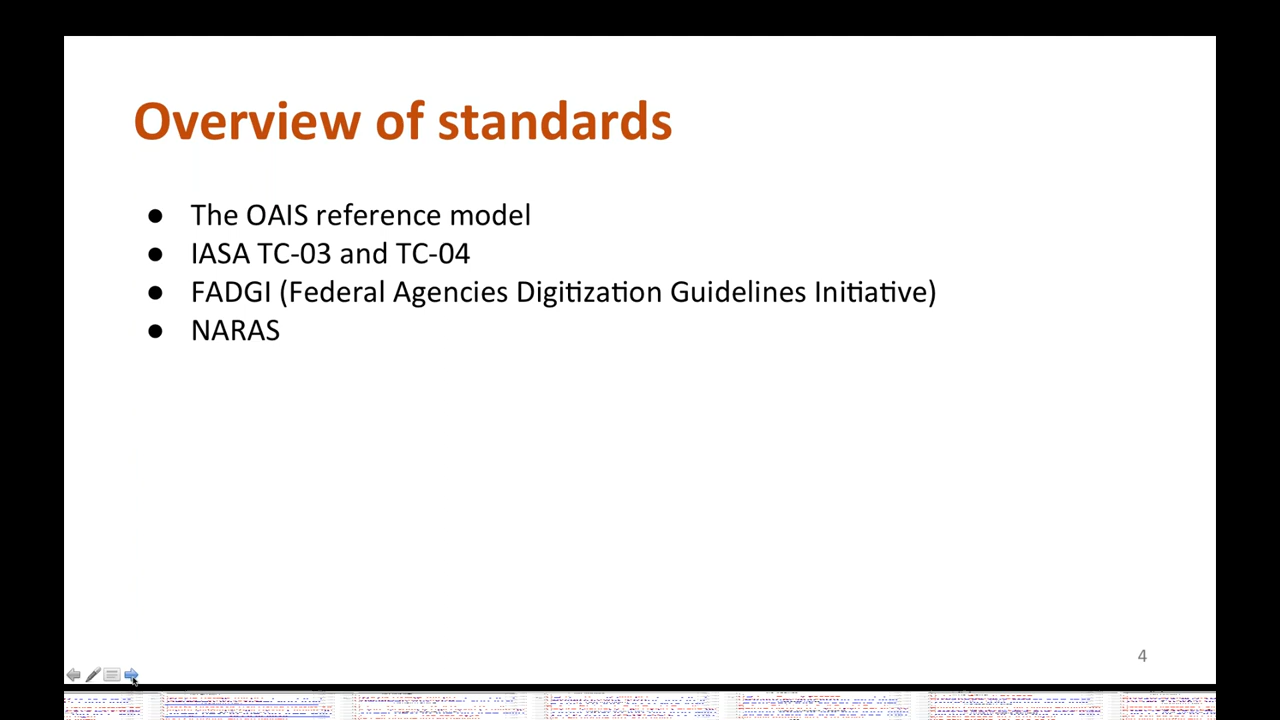 Overview of standards
● The OAIS reference model
● IASA TC-03 and TC-04
● FADGI (Federal Agencies Digitization Guidelines Initiative)
● NARAS
4